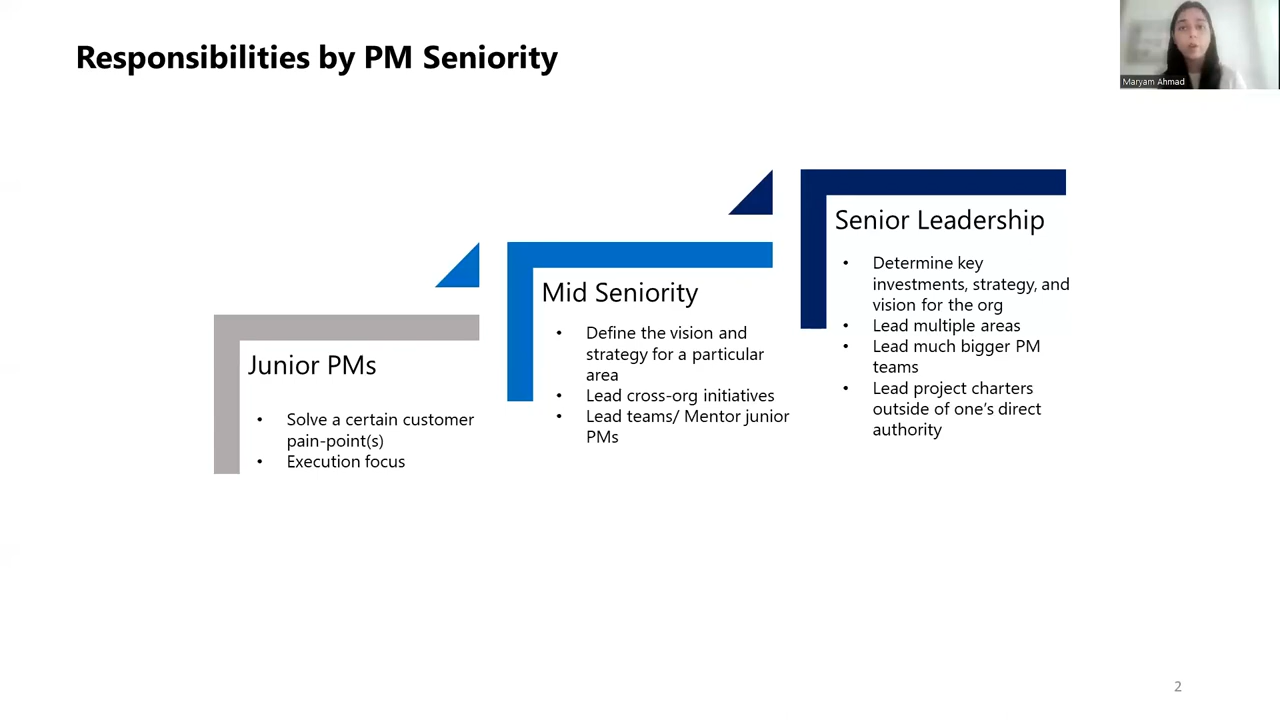 Responsibilities by PM Seniority
Maryam Ahmad
Junior PMs
• Solve a certain customer
pain-point(s)
• Execution focus
Mid Seniority
• Define the vision and
strategy for a particular
area
• Lead cross-org initiatives
• Lead teams/ Mentor junior
PMs
Senior Leadership
• Determine key
investments, strategy, and
vision for the org
• Lead multiple areas
• Lead much bigger PM
teams
• Lead project charters
outside of one’s direct
authority
2